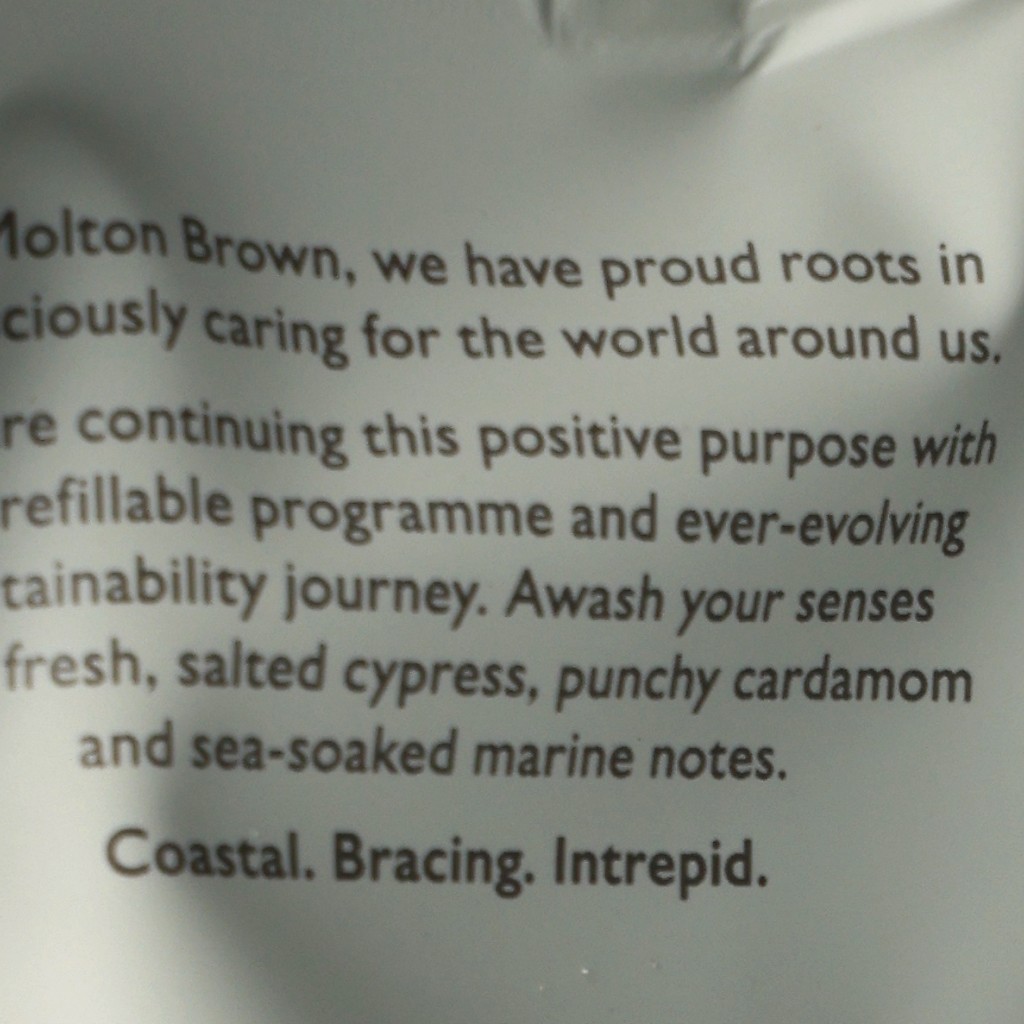 Molton Brown, we have proud roots in
ciously caring for the world around us.
re continuing this positive purpose with
refillable programme and ever-evolving
tainability journey. Awash your senses
fresh, salted cypress, punchy cardamom
and sea-soaked marine notes.
Coastal. Bracing. Intrepid.